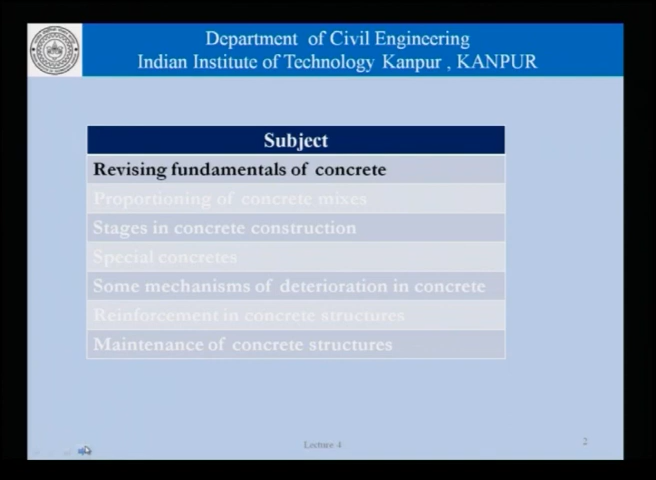 Department of Civil Engineering
Indian Institute of Technology Kanpur , KANPUR
Subject
Revising fundamentals of concrete
Proportioning of concrete mixes
Stages in concrete construction
Special concretes
Some mechanisms of deterioration in concrete
Reinforcement in concrete structures
Maintenance of concrete structures
Lecture 4
2